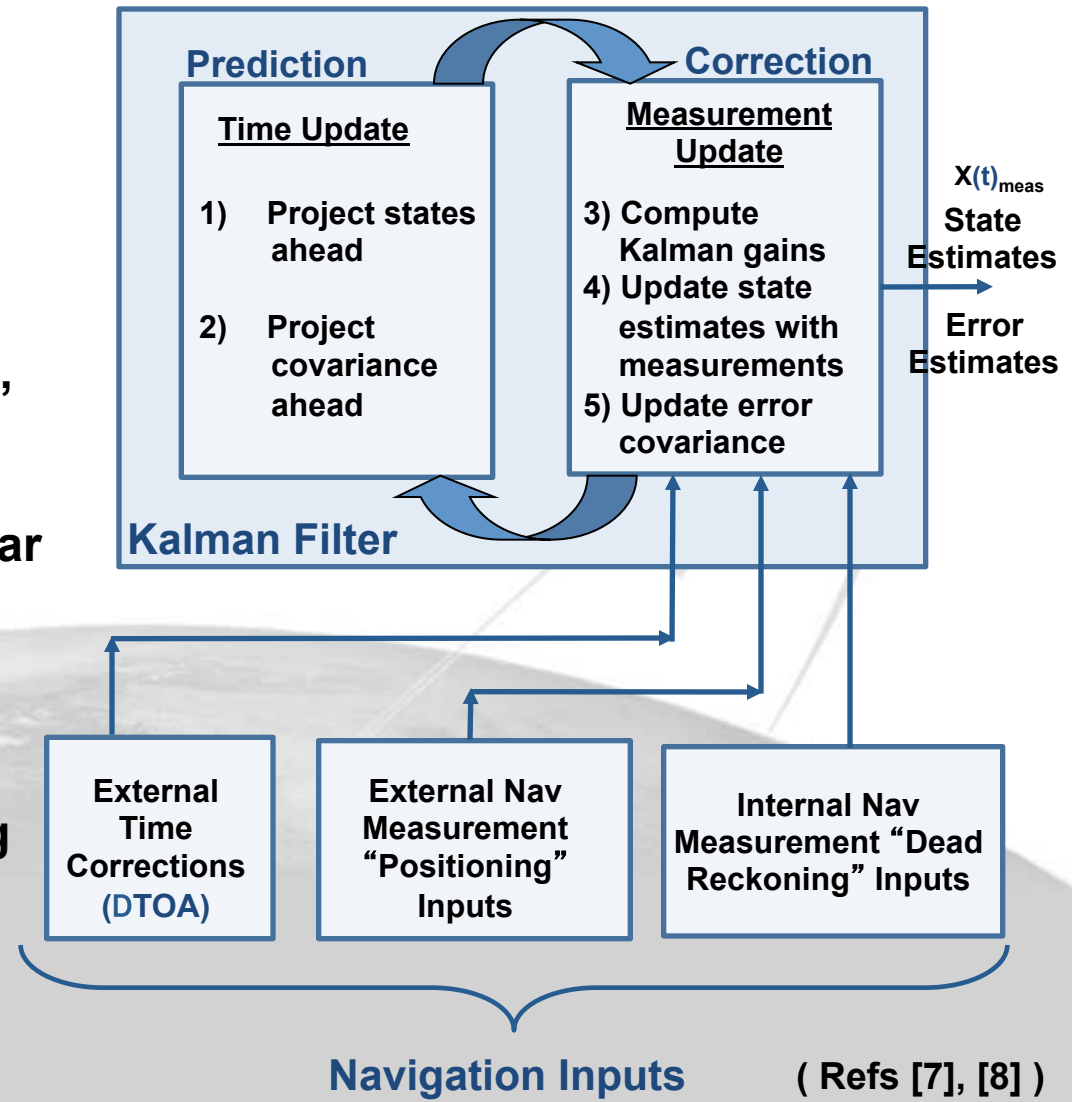 Prediction
Correction
Time Update
1) Project states
ahead
2) Project
covariance
ahead
Measurement
Update
3) Compute
Kalman gains
4) Update state
estimates with
measurements
5) Update error
covariance
X(t)meas
State
Estimates
Error
Estimates
,
ar
g
Kalman Filter
External
Time
Corrections
(DTOA)
External Nav
Measurement
“Positioning”
Inputs
Internal Nav
Measurement “Dead
Reckoning” Inputs
Navigation Inputs
( Refs [7], [8] )